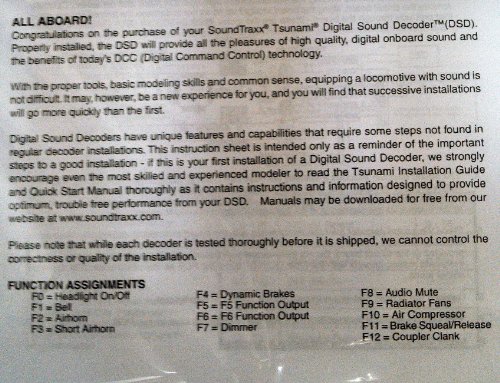 ALL ABOARD!
Congratulations on the purchase of your SoundTraxx® Tsunami® Digital Sound Decoder™(DSD).
Properly installed, the DSD will provide all the pleasures of high quality, digital onboard sound and
the benefits of today's DCC (Digital Command Control) technology.
With the proper tools, basic modeling skills and common sense, equipping a locomotive with sound is
not difficult. It may, however, be a new experience for you, and you will find that successive installations
will go more quickly than the first.
Digital Sound Decoders have unique features and capabilities that require some steps not found in
regular decoder installations. This instruction sheet is intended only as a reminder of the important
steps to a good installation - if this is your first installation of a Digital Sound Decoder, we strongly
encourage even the most skilled and experienced modeler to read the Tsunami Installation Guide
and Quick Start Manual thoroughly as it contains instructions and information designed to provide
optimum, trouble free performance from your DSD. Manuals may be downloaded for free from our
website at www.soundtraxx.com.
Please note that while each decoder is tested thoroughly before it is shipped, we cannot control the
correctness or quality of the installation.
FUNCTION ASSIGNMENTS
F0 = Headlight On/Off
F1 = Bell
F2 = Airhorn
F3 = Short Airhorn
F4 = Dynamic Brakes
F5 = F5 Function Output
F6 = F6 Function Output
F7 = Dimmer
F8 = Audio Mute
F9 = Radiator Fans
F10 = Air Compressor
F11 = Brake Squeal/Release
F12 = Coupler Clank